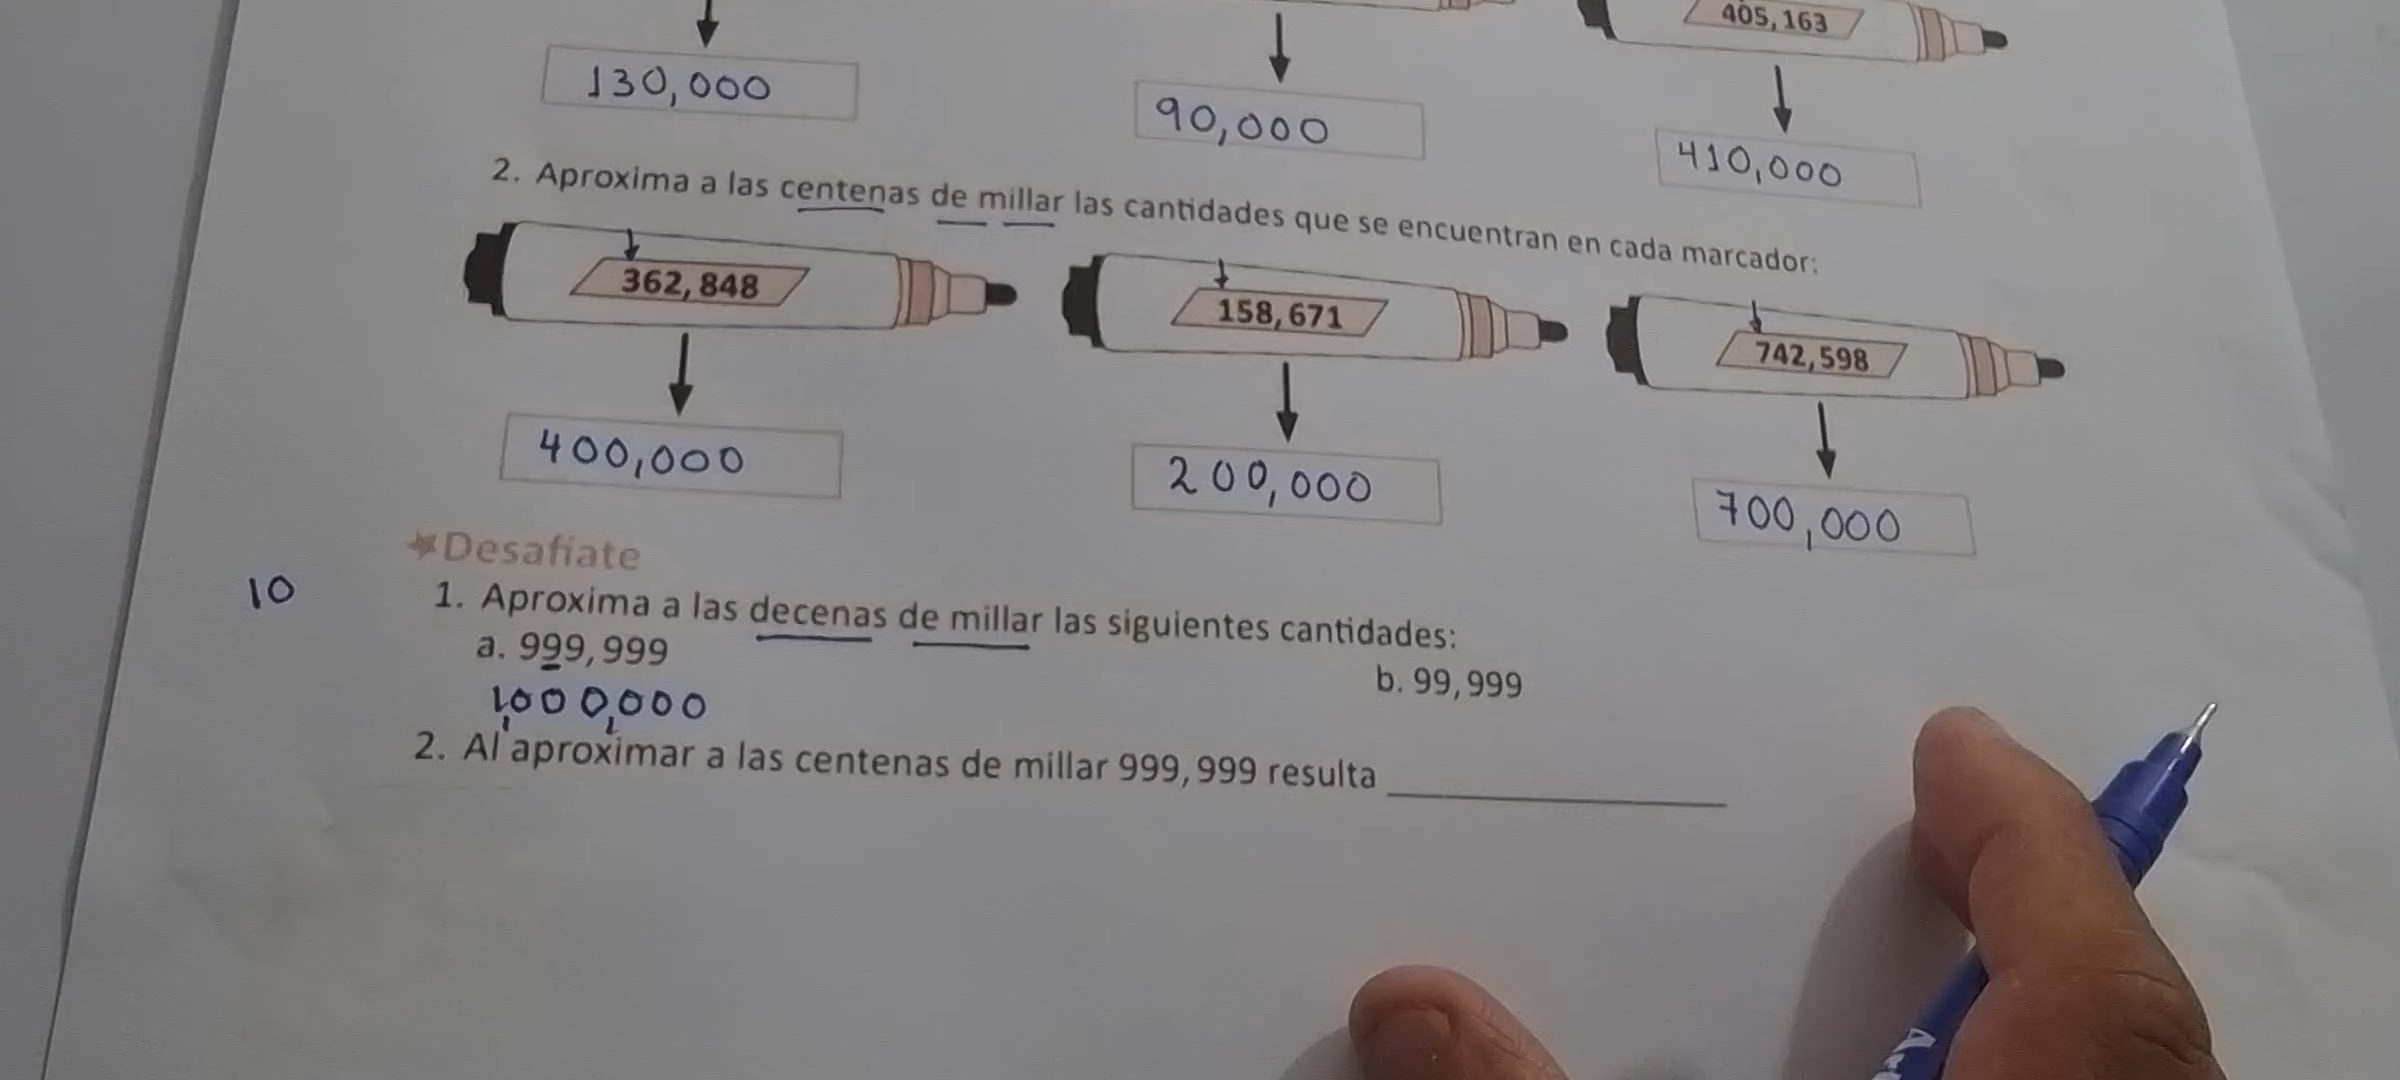 405,163
130,000
90,000
410,000
2. Aproxima a las centenas de millar las cantidades que se encuentran en cada marcador:
362,848
158,671
742,598
400,000
200,000
700,000
Desafíate
10
1. Aproxima a las decenas de millar las siguientes cantidades:
a. 999,999
b. 99,999
1,000,000
2. Al aproximar a las centenas de millar 999,999 resulta